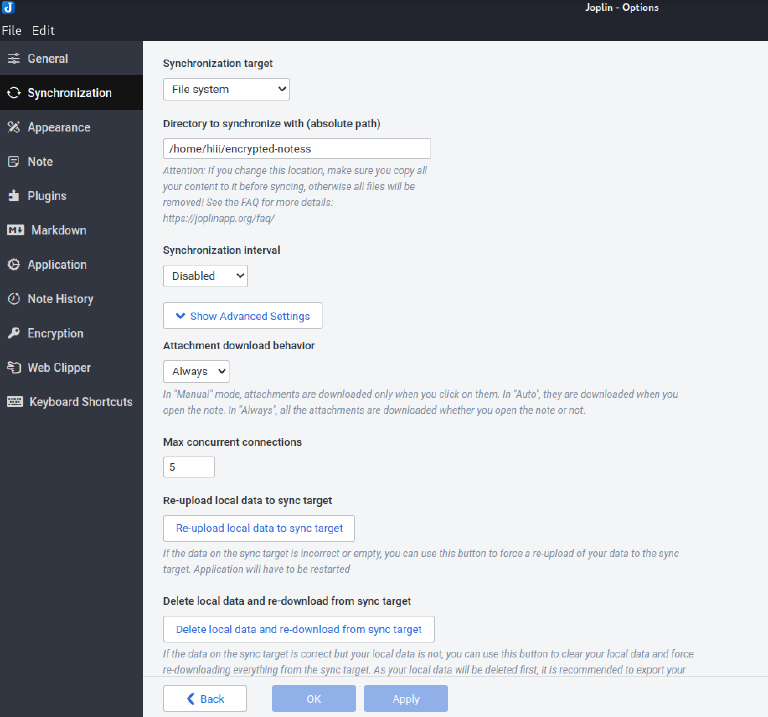 Joplin - Options
File Edit
General
Synchronization
Appearance
Note
Plugins
Markdown
Application
Note History
Encryption
Web Clipper
Keyboard Shortcuts
Synchronization target
File system
Directory to synchronize with (absolute path)
/home/hiii/encrypted-notess
Attention: If you change this location, make sure you copy all
your content to it before syncing, otherwise all files will be
removed! See the FAQ for more details:
https://joplinapp.org/faq/
Synchronization interval
Disabled
Show Advanced Settings
Attachment download behavior
Always
In "Manual" mode, attachments are downloaded only when you click on them. In "Auto", they are downloaded when you
open the note. In "Always", all the attachments are downloaded whether you open the note or not.
Max concurrent connections
5
Re-upload local data to sync target
Re-upload local data to sync target
If the data on the sync target is incorrect or empty, you can use this button to force a re-upload of your data to the sync
target. Application will have to be restarted
Delete local data and re-download from sync target
Delete local data and re-download from sync target
If the data on the sync target is correct but your local data is not, you can use this button to clear your local data and force
re-downloading everything from the sync target. As your local data will be deleted first, it is recommended to export your
Back OK Apply